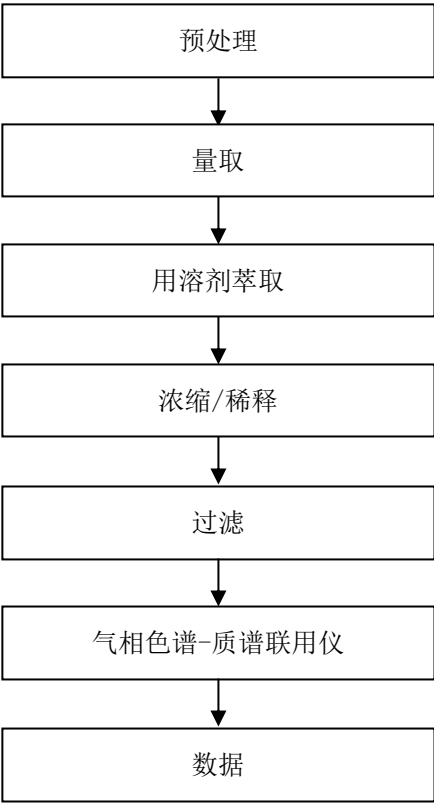 预处理
量取
用溶剂萃取
浓缩/稀释
过滤
气相色谱-质谱联用仪
数据